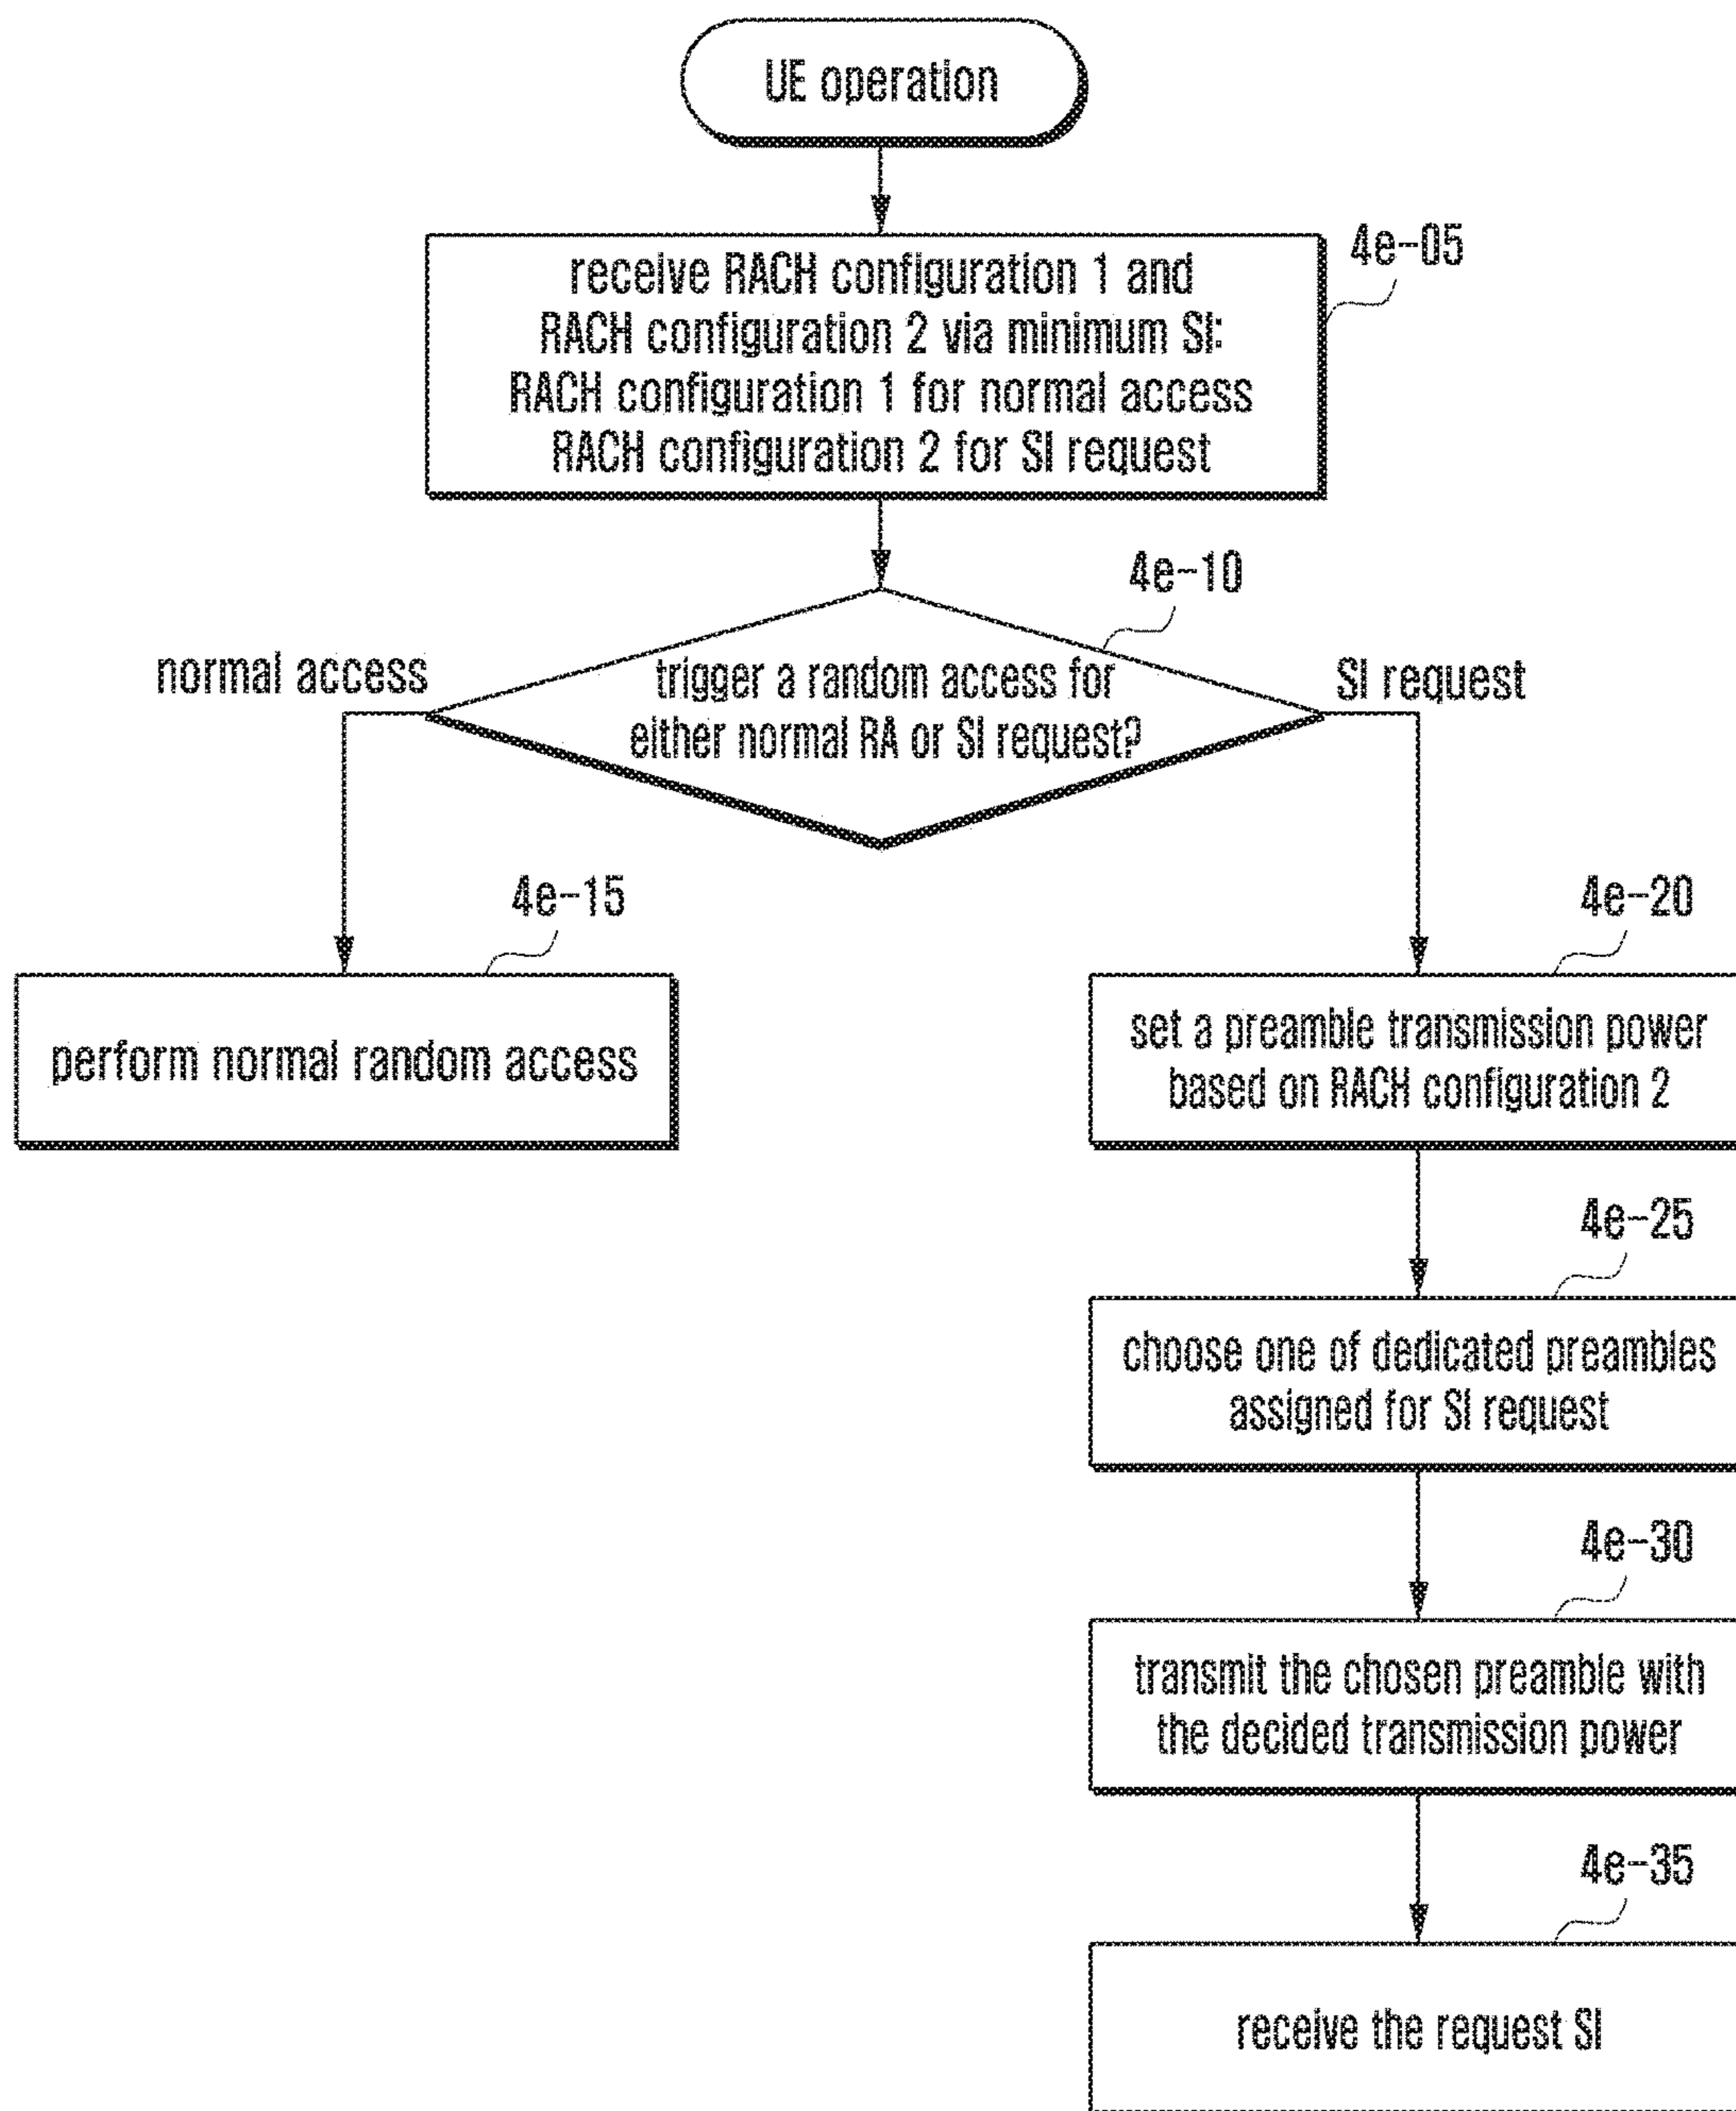 UE operation
4e-05
receive RACH configuration 1 and
RACH configuration 2 via minimum SI:
RACH configuration 1 for normal access
RACH configuration 2 for SI request
4e-10
normal access
trigger a random access for
either normal RA or SI request?
SI request
4e-15
perform normal random access
4e-20
set a preamble transmission power
based on RACH configuration 2
4e-25
choose one of dedicated preambles
assigned for SI request
4e-30
transmit the chosen preamble with
the decided transmission power
4e-35
receive the request SI